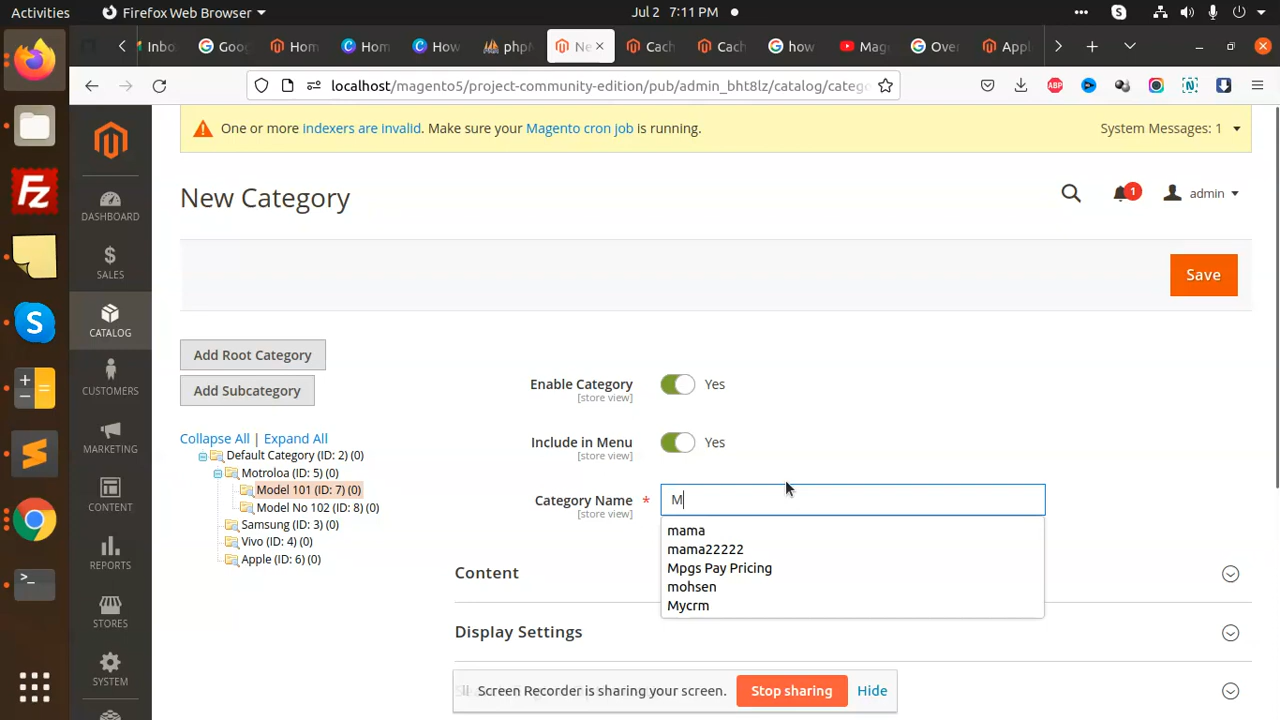 Activities Firefox Web Browser Jul 2 7:11 PM
Inbo Goog Hom Hom How phpM Ne Cach Cach how Mage Over Appl
localhost/magento5/project-community-edition/pub/admin_bht8lz/catalog/catego
ABP
One or more indexers are invalid. Make sure your Magento cron job is running. System Messages: 1
New Category 1 admin
Save
DASHBOARD
SALES
CATALOG
CUSTOMERS
MARKETING
CONTENT
REPORTS
STORES
SYSTEM
Add Root Category
Add Subcategory
Collapse All | Expand All
Default Category (ID: 2) (0)
Motroloa (ID: 5) (0)
Model 101 (ID: 7) (0)
Model No 102 (ID: 8) (0)
Samsung (ID: 3) (0)
Vivo (ID: 4) (0)
Apple (ID: 6) (0)
Enable Category Yes
[store view]
Include in Menu Yes
[store view]
Category Name * M
[store view]
mama
mama22222
Mpgs Pay Pricing
mohsen
Mycrm
Content
Display Settings
Screen Recorder is sharing your screen. Stop sharing Hide